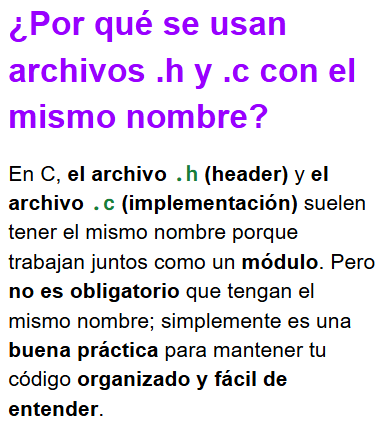 ¿Por qué se usan
archivos .h y .c con el
mismo nombre?
En C, el archivo .h (header) y el
archivo .c (implementación) suelen
tener el mismo nombre porque
trabajan juntos como un módulo. Pero
no es obligatorio que tengan el
mismo nombre; simplemente es una
buena práctica para mantener tu
código organizado y fácil de
entender.